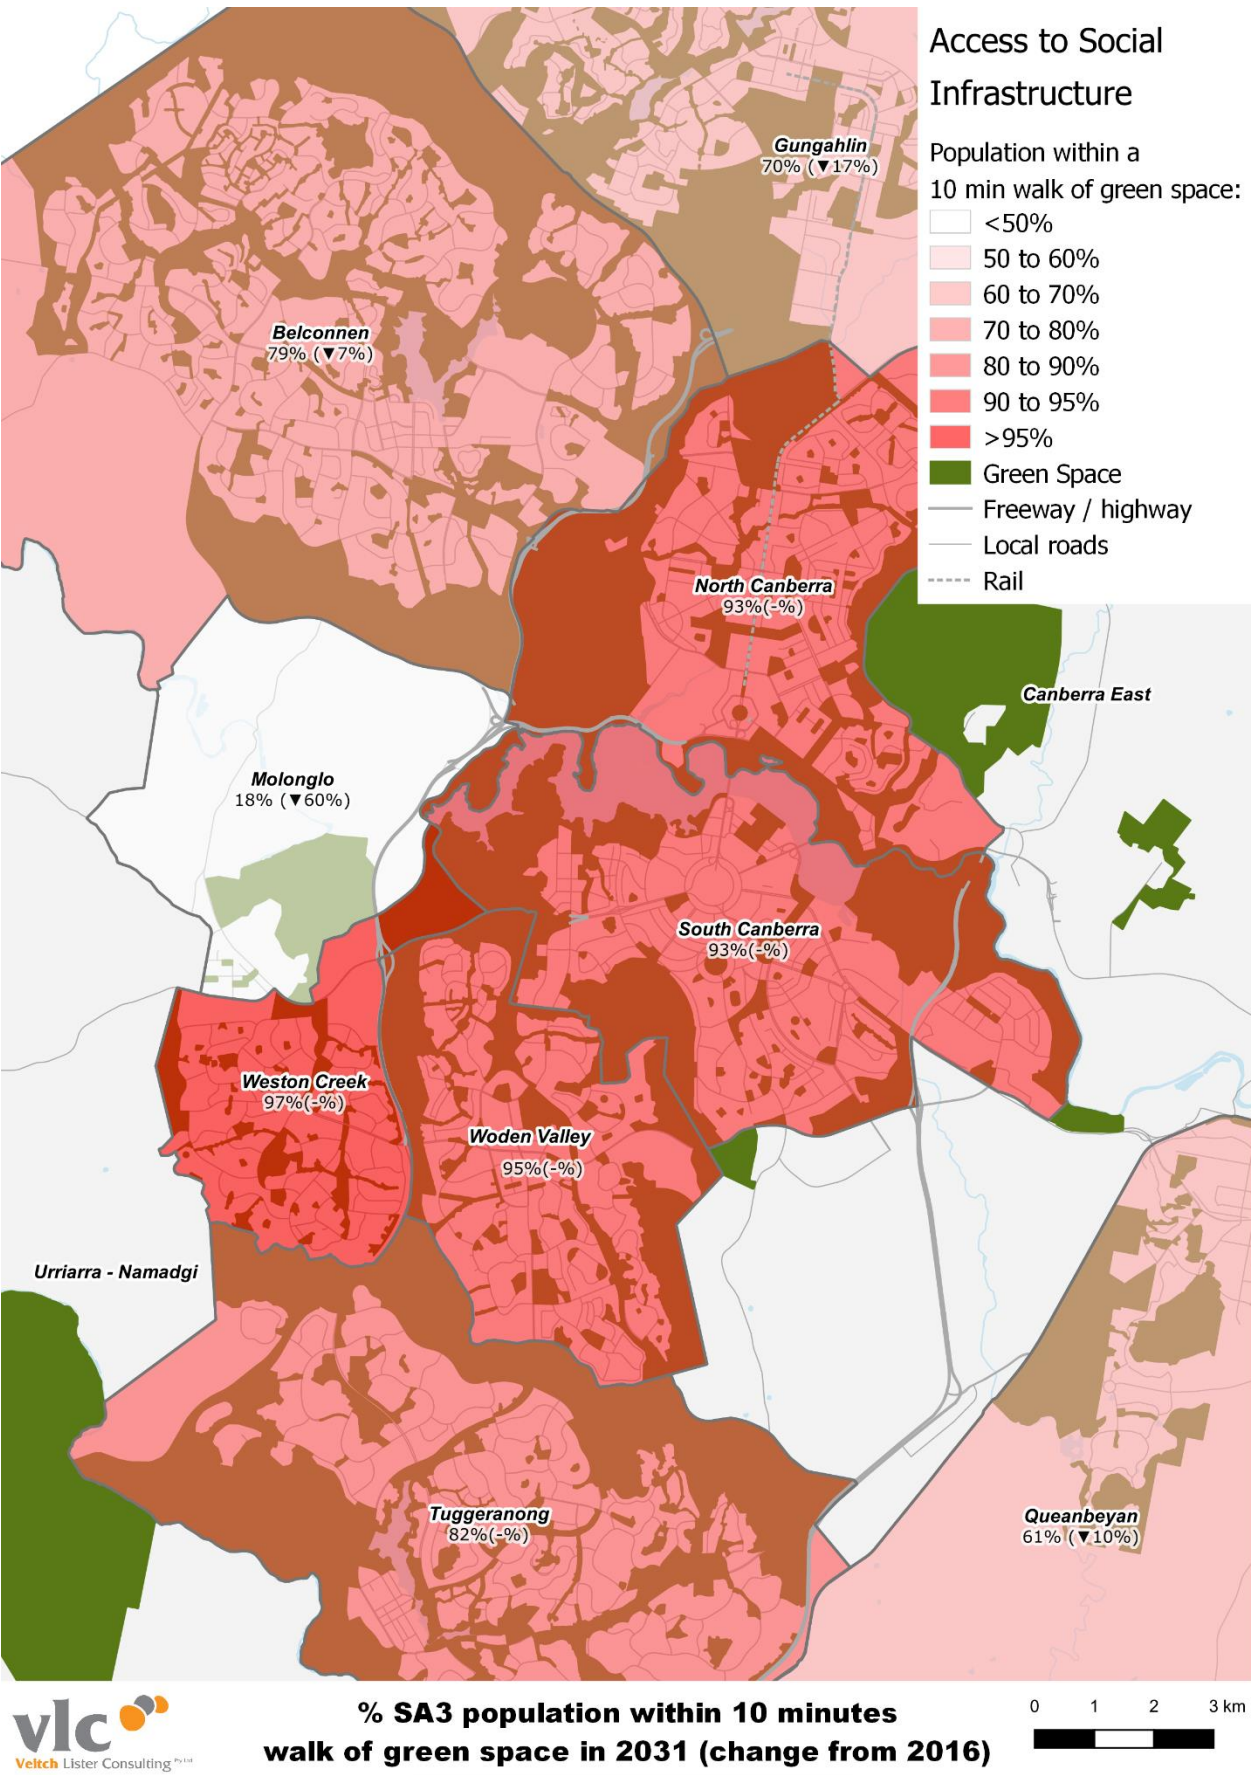 Access to Social
Infrastructure
Population within a
10 min walk of green space:
<50%
50 to 60%
60 to 70%
70 to 80%
80 to 90%
90 to 95%
>95%
Green Space
Freeway / highway
Local roads
Rail
Gungahlin
70% (▼17%)
Belconnen
79% (▼7%)
North Canberra
93%(-%)
Canberra East
Molonglo
18% (▼60%)
South Canberra
93%(-%)
Weston Creek
97%(-%)
Woden Valley
95%(-%)
Urriarra - Namadgi
Tuggeranong
82%(-%)
Queanbeyan
61% (▼10%)
vlc
Veitch Lister Consulting Pty Ltd
% SA3 population within 10 minutes
walk of green space in 2031 (change from 2016)
0 1 2 3 km